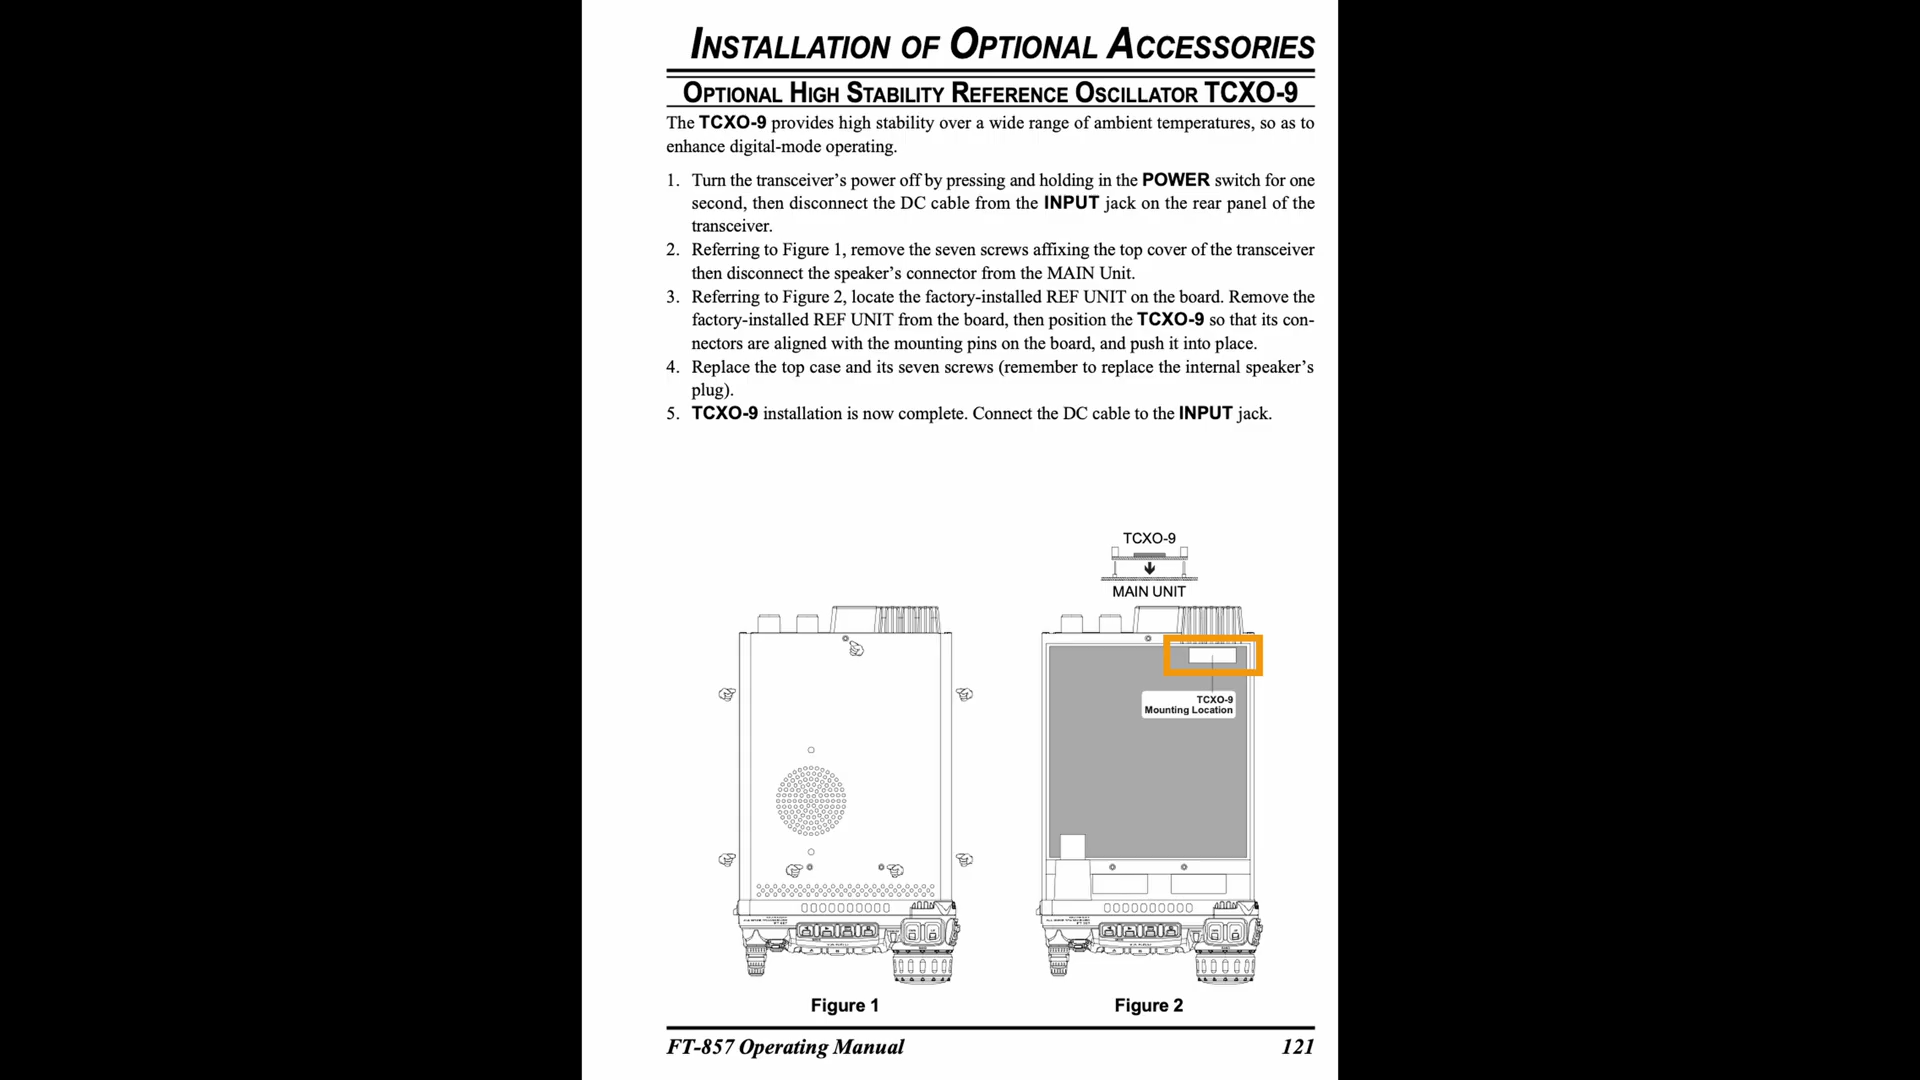 INSTALLATION OF OPTIONAL ACCESSORIES
OPTIONAL HIGH STABILITY REFERENCE OSCILLATOR TCXO-9
The TCXO-9 provides high stability over a wide range of ambient temperatures, so as to
enhance digital-mode operating.
1. Turn the transceiver’s power off by pressing and holding in the POWER switch for one
second, then disconnect the DC cable from the INPUT jack on the rear panel of the
transceiver.
2. Referring to Figure 1, remove the seven screws affixing the top cover of the transceiver
then disconnect the speaker’s connector from the MAIN Unit.
3. Referring to Figure 2, locate the factory-installed REF UNIT on the board. Remove the
factory-installed REF UNIT from the board, then position the TCXO-9 so that its con-
nectors are aligned with the mounting pins on the board, and push it into place.
4. Replace the top case and its seven screws (remember to replace the internal speaker’s
plug).
5. TCXO-9 installation is now complete. Connect the DC cable to the INPUT jack.
TCXO-9
MAIN UNIT
TCXO-9
Mounting Location
Figure 1
Figure 2
FT-857 Operating Manual
121